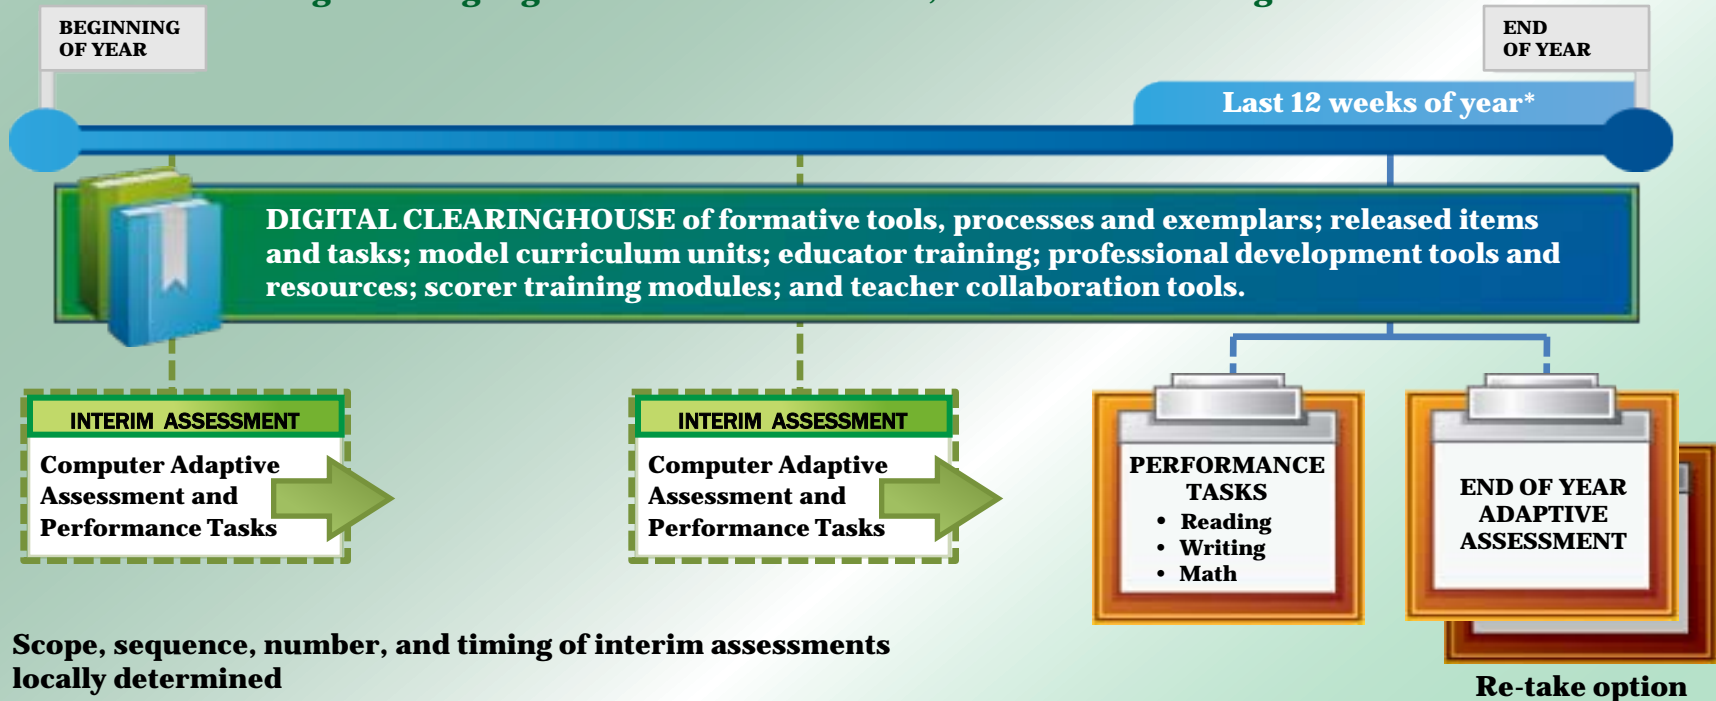 BEGINNING
OF YEAR
END
OF YEAR
Last 12 weeks of year*
DIGITAL CLEARINGHOUSE of formative tools, processes and exemplars; released items
and tasks; model curriculum units; educator training; professional development tools and
resources; scorer training modules; and teacher collaboration tools.
INTERIM ASSESSMENT
Computer Adaptive
Assessment and
Performance Tasks
INTERIM ASSESSMENT
Computer Adaptive
Assessment and
Performance Tasks
PERFORMANCE
TASKS
• Reading
• Writing
• Math
END OF YEAR
ADAPTIVE
ASSESSMENT
Scope, sequence, number, and timing of interim assessments
locally determined
Re-take option